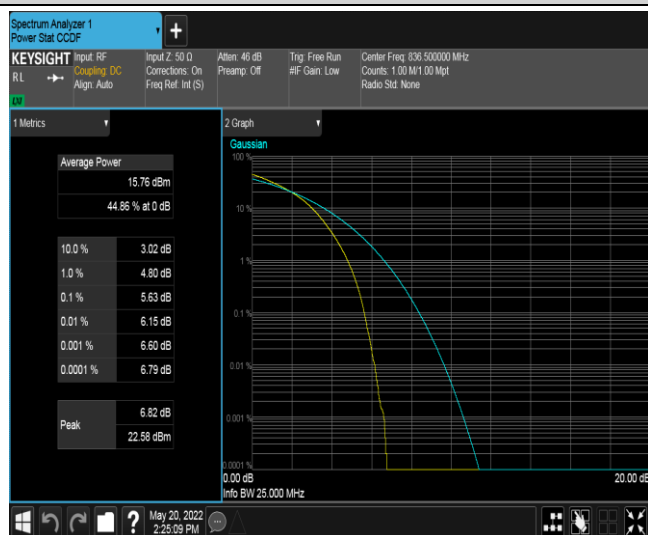 Spectrum Analyzer 1
Power Stat CCDF
+
KEYSIGHT
RL
LXI
Input: RF
Coupling: DC
Align: Auto
Input Z: 50 Ω
Corrections: On
Freq Ref: Int (S)
Atten: 46 dB
Preamp: Off
Trig: Free Run
#IF Gain: Low
Center Freq: 836.500000 MHz
Counts: 1.00 M/1.00 Mpt
Radio Std: None
1 Metrics
Average Power
15.76 dBm
44.86 % at 0 dB
10.0 % 3.02 dB
1.0 % 4.80 dB
0.1 % 5.63 dB
0.01 % 6.15 dB
0.001 % 6.60 dB
0.0001 % 6.79 dB
Peak
6.82 dB
22.58 dBm
2 Graph
Gaussian
100 %
10 %
1 %
0.1 %
0.01 %
0.001 %
0.0001 %
0.00 dB 20.00 dB
Info BW 25.000 MHz
?
May 20, 2022
2:25:09 PM